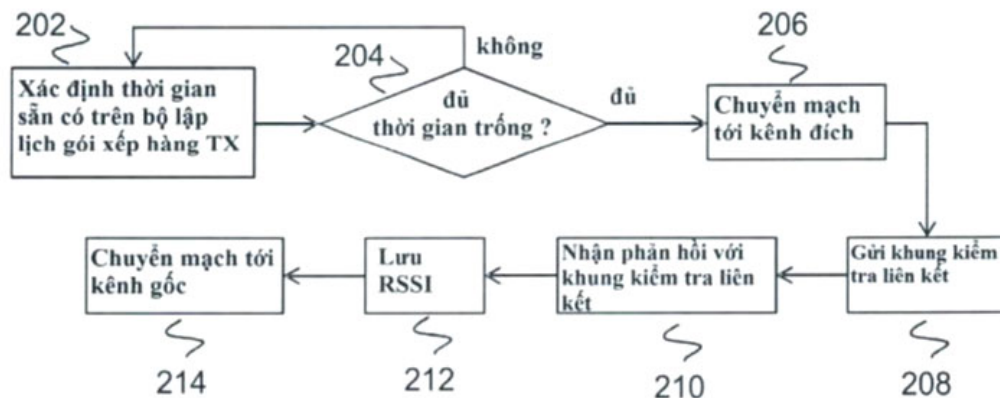 202
Xác định thời gian
sẵn có trên bộ lập
lịch gói xếp hàng TX
204
không
đủ
thời gian trống ?
đủ
206
Chuyển mạch
tới kênh đích
Gửi khung kiểm
tra liên kết
208
Nhận phản hồi với
khung kiểm tra liên
kết
210
Lưu
RSSI
212
Chuyển mạch tới
kênh gốc
214